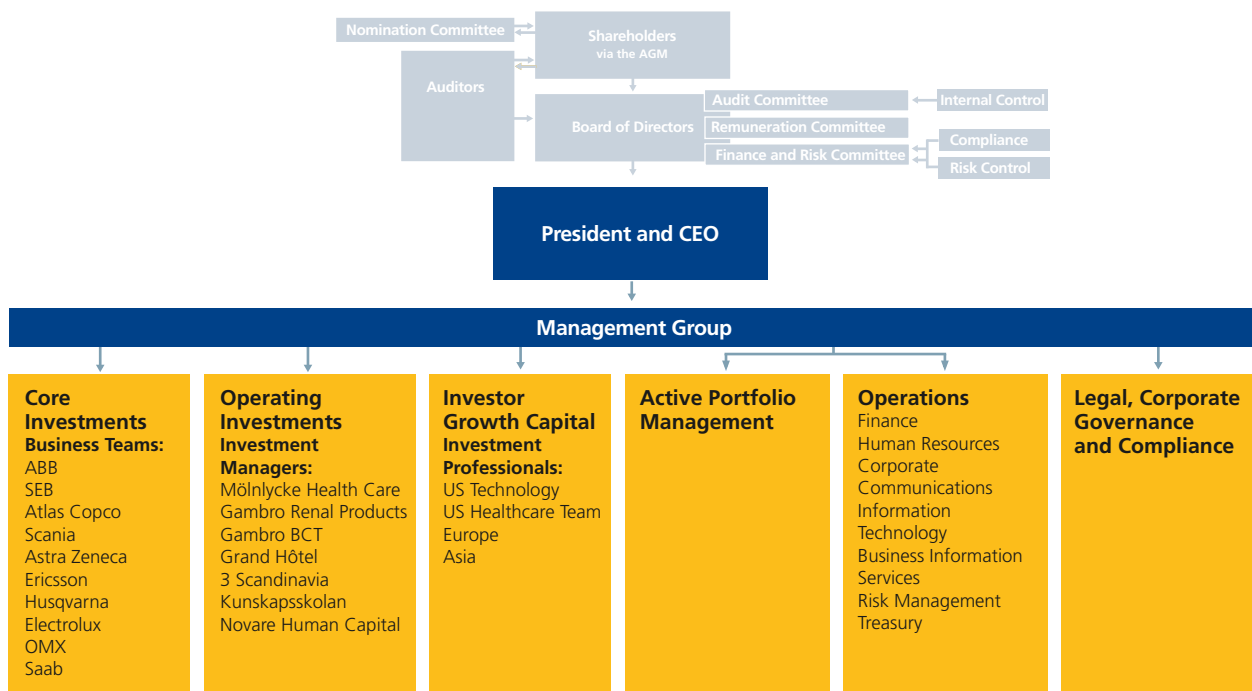 Nomination Committee
Shareholders
via the AGM
Auditors
Board of Directors
Audit Committee
Internal Control
Remuneration Committee
Finance and Risk Committee
Compliance
Risk Control
President and CEO
Management Group
Core
Investments
Business Teams:
ABB
SEB
Atlas Copco
Scania
Astra Zeneca
Ericsson
Husqvarna
Electrolux
OMX
Saab
Operating
Investments
Investment
Managers:
Mölnlycke Health Care
Gambro Renal Products
Gambro BCT
Grand Hôtel
3 Scandinavia
Kunskapsskolan
Novare Human Capital
Investor
Growth Capital
Investment
Professionals:
US Technology
US Healthcare Team
Europe
Asia
Active Portfolio
Management
Operations
Finance
Human Resources
Corporate
Communications
Information
Technology
Business Information
Services
Risk Management
Treasury
Legal, Corporate
Governance
and Compliance